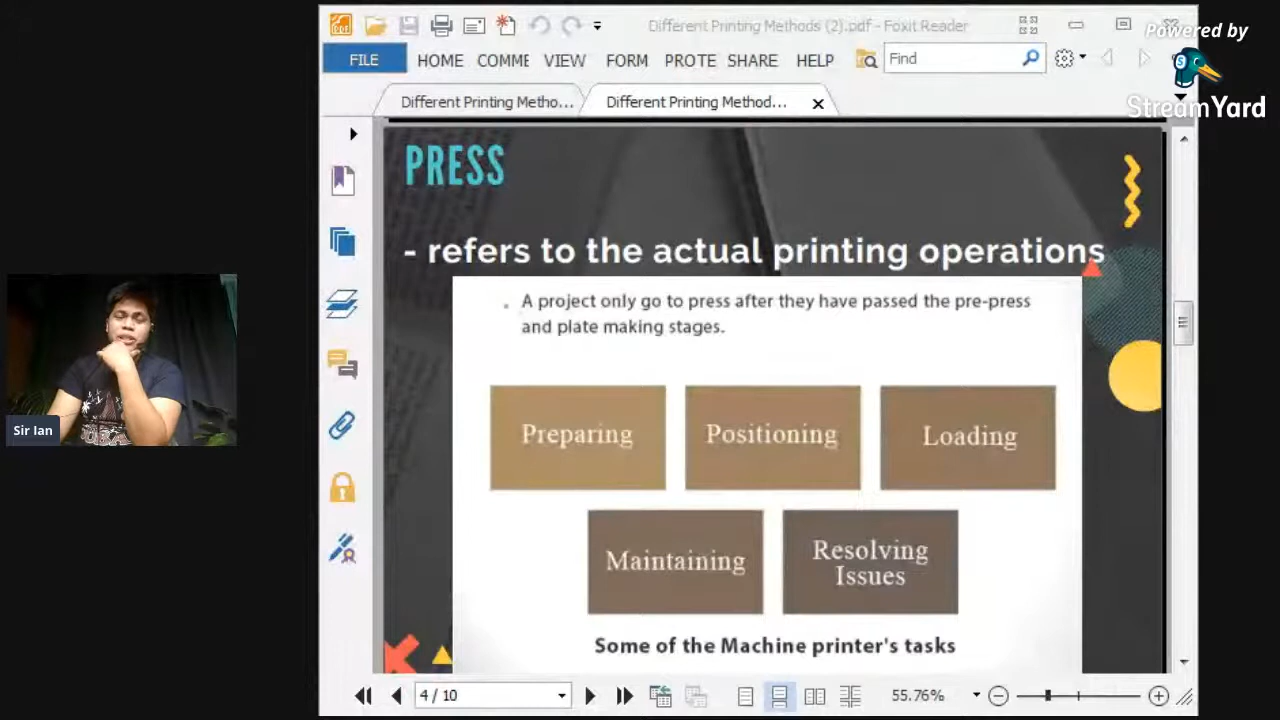 Different Printing Methods (2).pdf - Foxit Reader
Powered by
StreamYard
FILE HOME COMME VIEW FORM PROTE SHARE HELP Find
Different Printing Metho... Different Printing Method...
PRESS
- refers to the actual printing operations
A project only go to press after they have passed the pre-press
and plate making stages.
Preparing
Positioning
Loading
Maintaining
Resolving
Issues
Some of the Machine printer's tasks
Sir Ian
4 / 10
55.76%